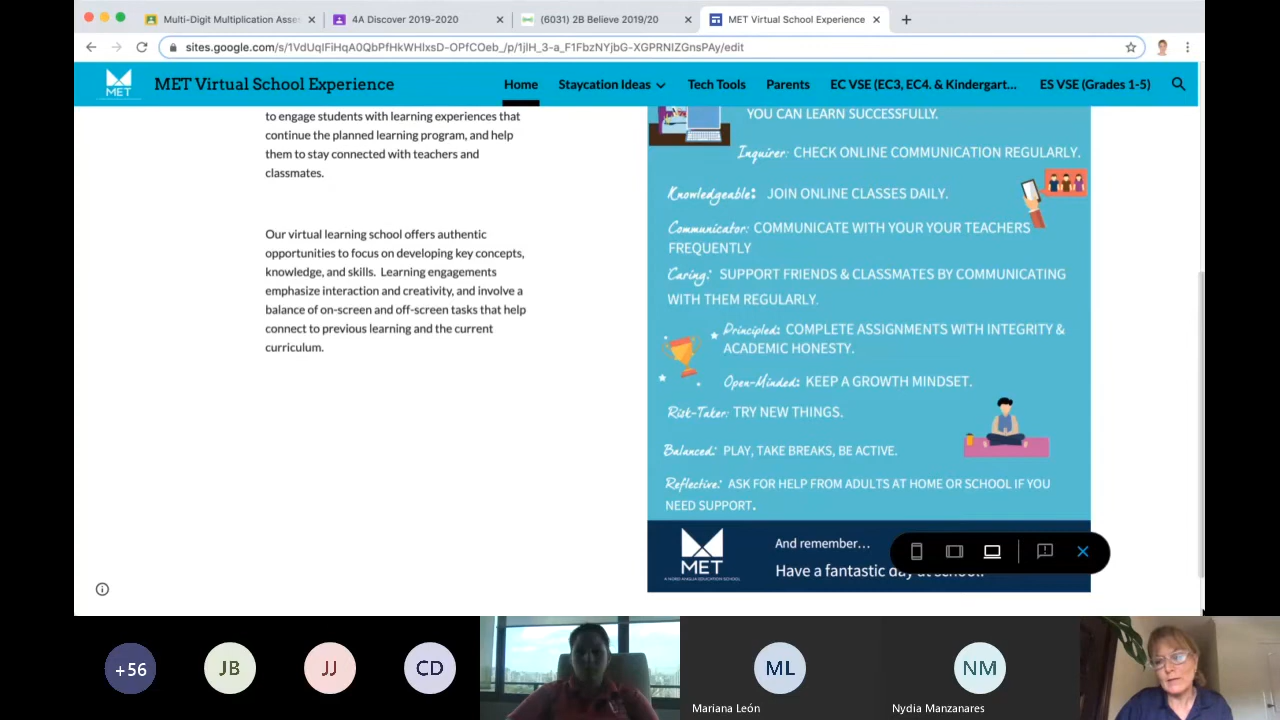 Multi-Digit Multiplication Asse
4A Discover 2019-2020
(6031) 2B Believe 2019/20
MET Virtual School Experience
sites.google.com/s/1VdUqIFiHqA0QbPfHkWHIxsD-OPfCOeb_/p/1jlH_3-a_F1FbzNYjbG-XGPRNIZGnsPAy/edit
MET
MET Virtual School Experience
Home
Staycation Ideas
Tech Tools
Parents
EC VSE (EC3, EC4. & Kindergart...
ES VSE (Grades 1-5)
to engage students with learning experiences that
continue the planned learning program, and help
them to stay connected with teachers and
classmates.
Our virtual learning school offers authentic
opportunities to focus on developing key concepts,
knowledge, and skills. Learning engagements
emphasize interaction and creativity, and involve a
balance of on-screen and off-screen tasks that help
connect to previous learning and the current
curriculum.
YOU CAN LEARN SUCCESSFULLY.
Inquirer: CHECK ONLINE COMMUNICATION REGULARLY.
Knowledgeable: JOIN ONLINE CLASSES DAILY.
Communicator: COMMUNICATE WITH YOUR YOUR TEACHERS
FREQUENTLY
Caring: SUPPORT FRIENDS & CLASSMATES BY COMMUNICATING
WITH THEM REGULARLY.
Principled: COMPLETE ASSIGNMENTS WITH INTEGRITY &
ACADEMIC HONESTY.
Open-Minded: KEEP A GROWTH MINDSET.
Risk-Taker: TRY NEW THINGS.
Balanced: PLAY, TAKE BREAKS, BE ACTIVE.
Reflective: ASK FOR HELP FROM ADULTS AT HOME OR SCHOOL IF YOU
NEED SUPPORT.
MET
A NORD ANGLIA EDUCATION SCHOOL
And remember...
Have a fantastic day at school!
+56
JB
JJ
CD
ML
Mariana León
NM
Nydia Manzanares